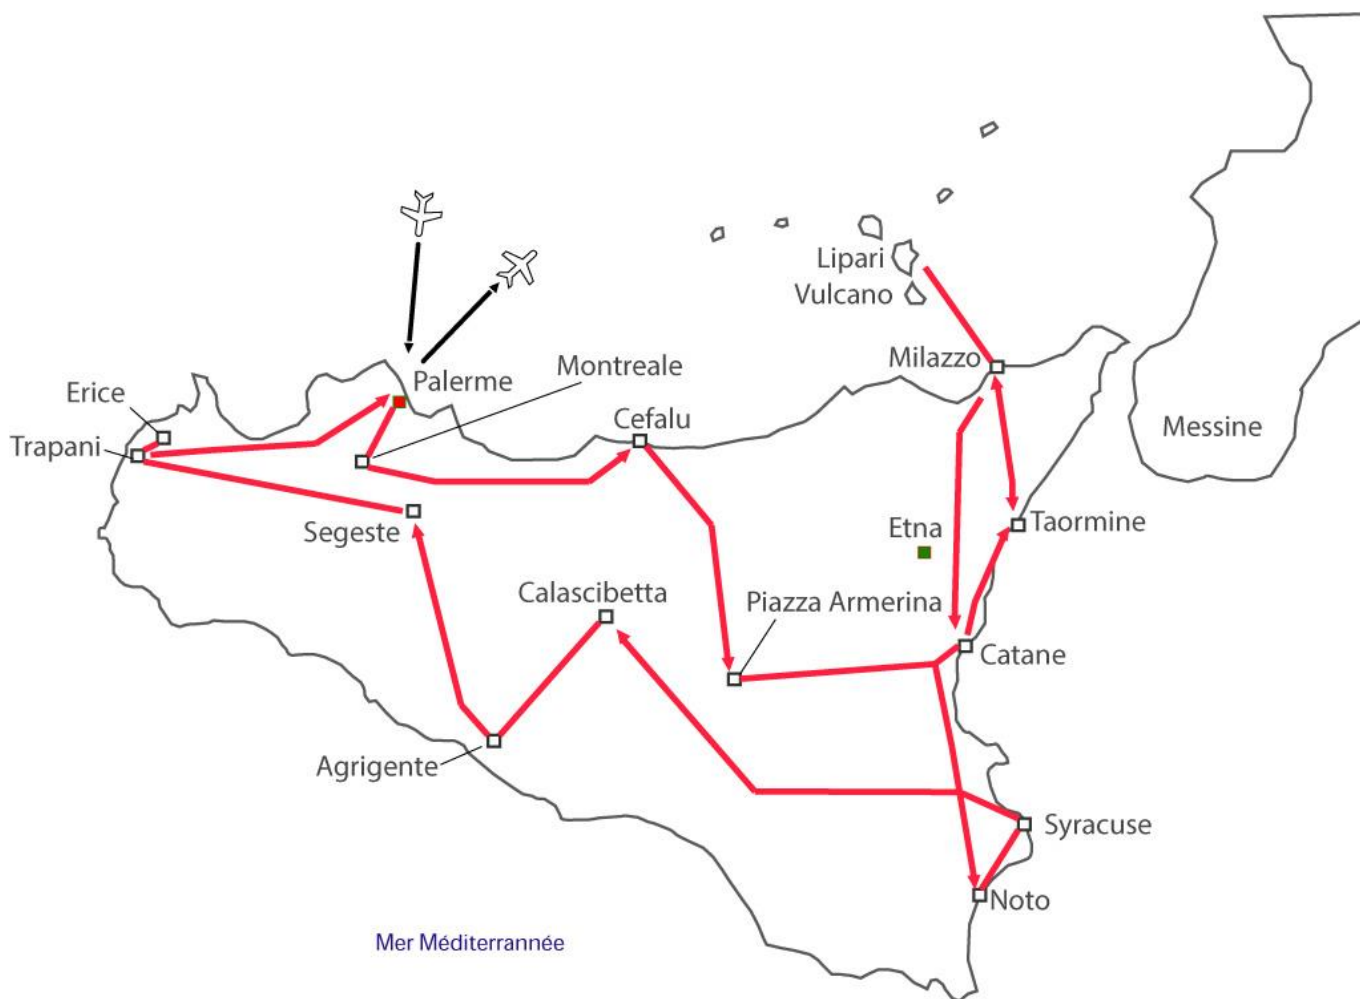 Lipari
Vulcano
Milazzo
Montreale
Palerme
Erice
Cefalu
Messine
Trapani
Taormine
Etna
Segeste
Calascibetta
Piazza Armerina
Catane
Agrigente
Syracuse
Noto
Mer Méditerrannée